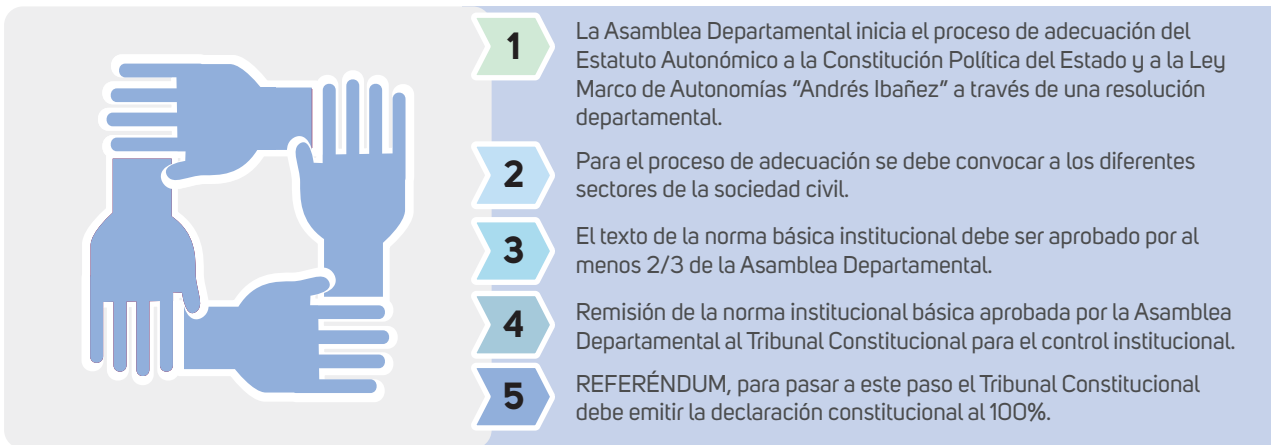 1
La Asamblea Departamental inicia el proceso de adecuación del
Estatuto Autonómico a la Constitución Política del Estado y a la Ley
Marco de Autonomías “Andrés Ibañez” a través de una resolución
departamental.
2
Para el proceso de adecuación se debe convocar a los diferentes
sectores de la sociedad civil.
3
El texto de la norma básica institucional debe ser aprobado por al
menos 2/3 de la Asamblea Departamental.
4
Remisión de la norma institucional básica aprobada por la Asamblea
Departamental al Tribunal Constitucional para el control institucional.
5
REFERÉNDUM, para pasar a este paso el Tribunal Constitucional
debe emitir la declaración constitucional al 100%.